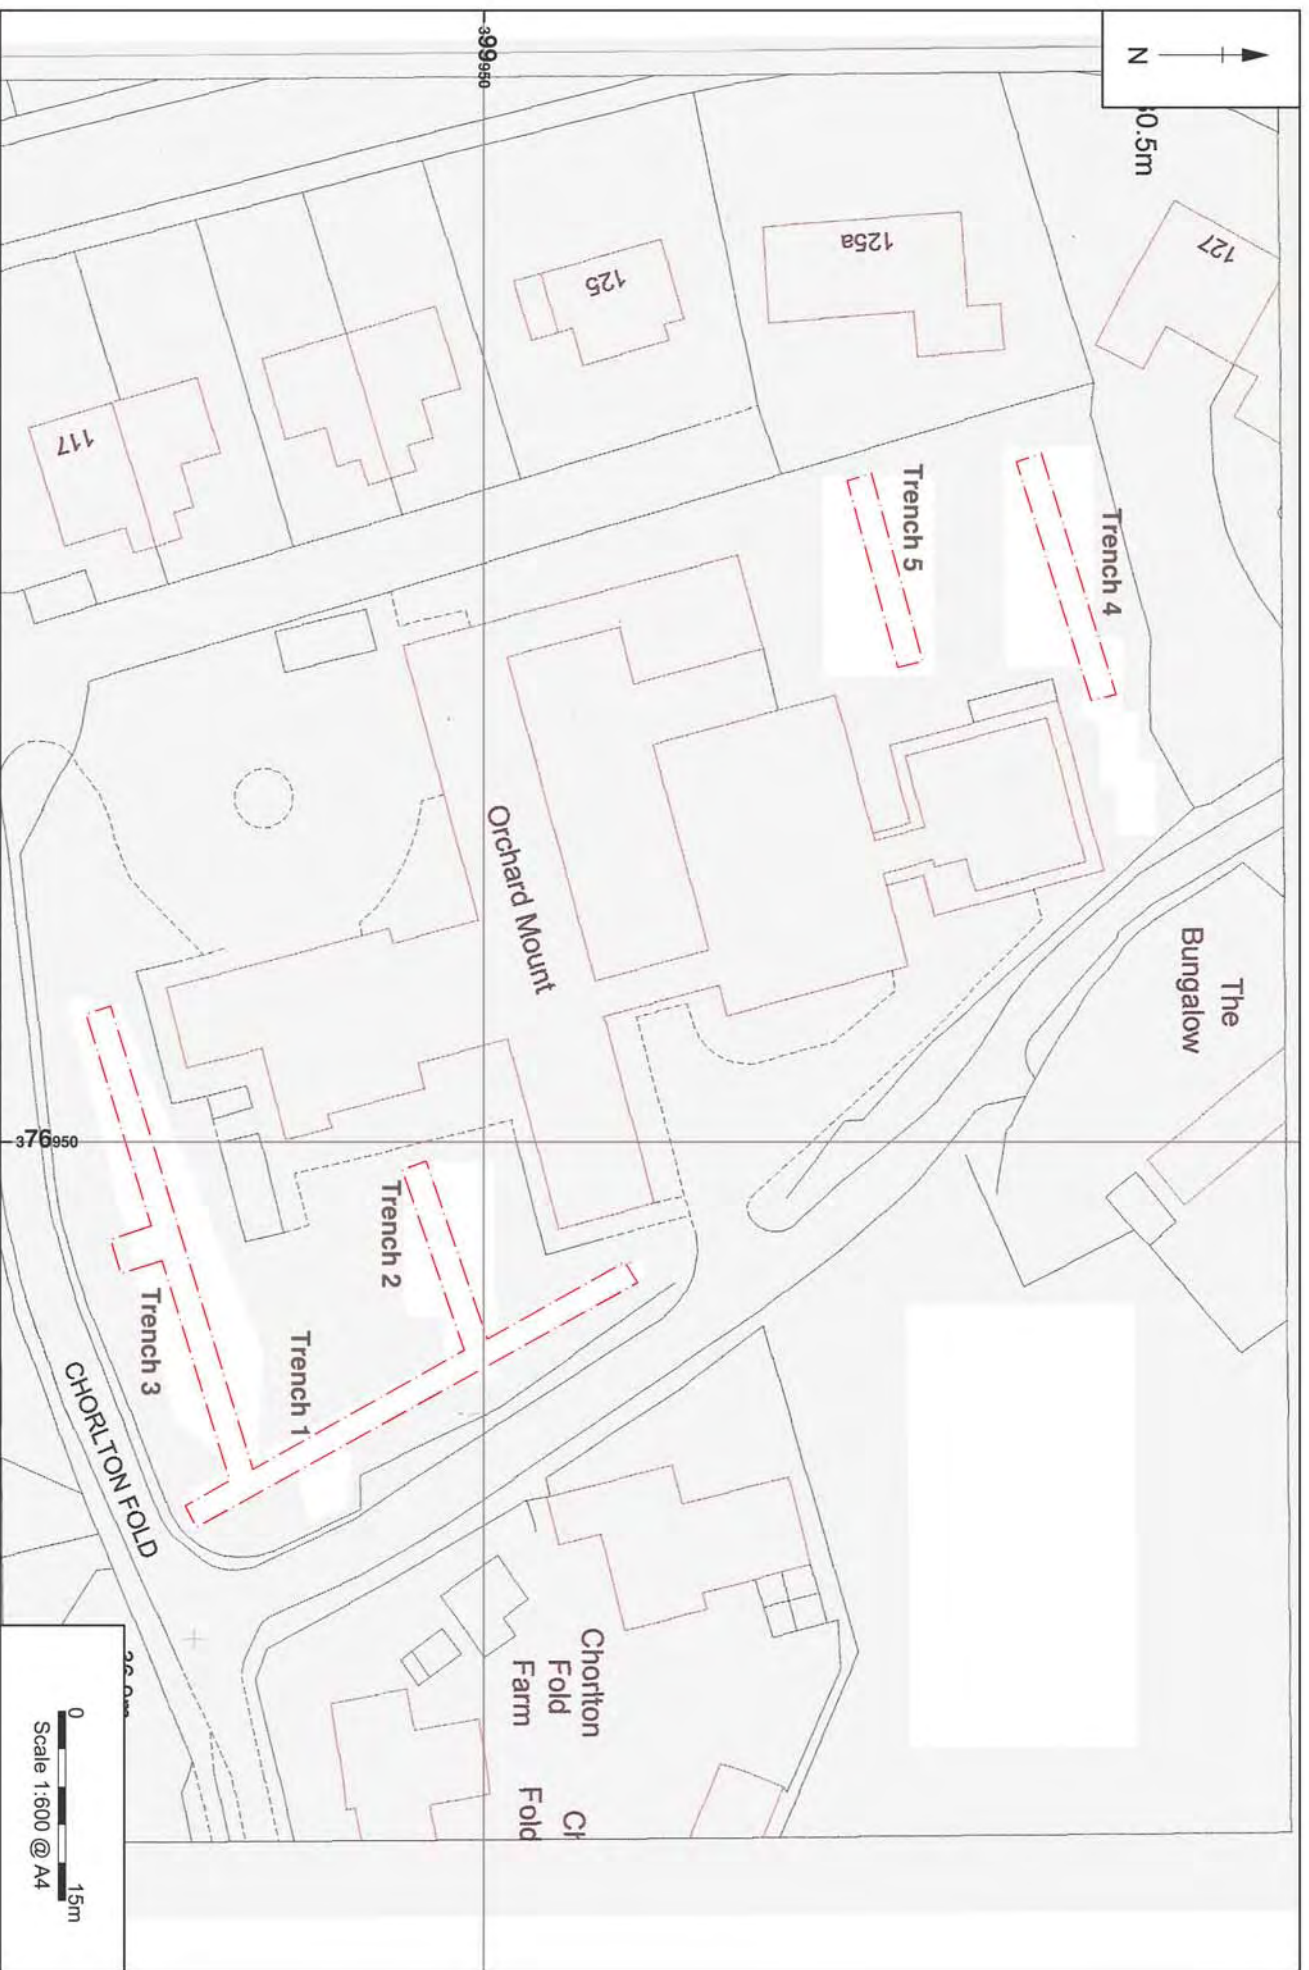 N
30.5m
127
125a
125
117
³99⁹⁵⁰
Trench 4
Trench 5
The
Bungalow
Orchard Mount
³76⁹⁵⁰
Trench 2
Trench 1
Trench 3
CHORLTON FOLD
Chorlton
Fold
Farm
Ch
Fold
0
15m
Scale 1:600 @ A4